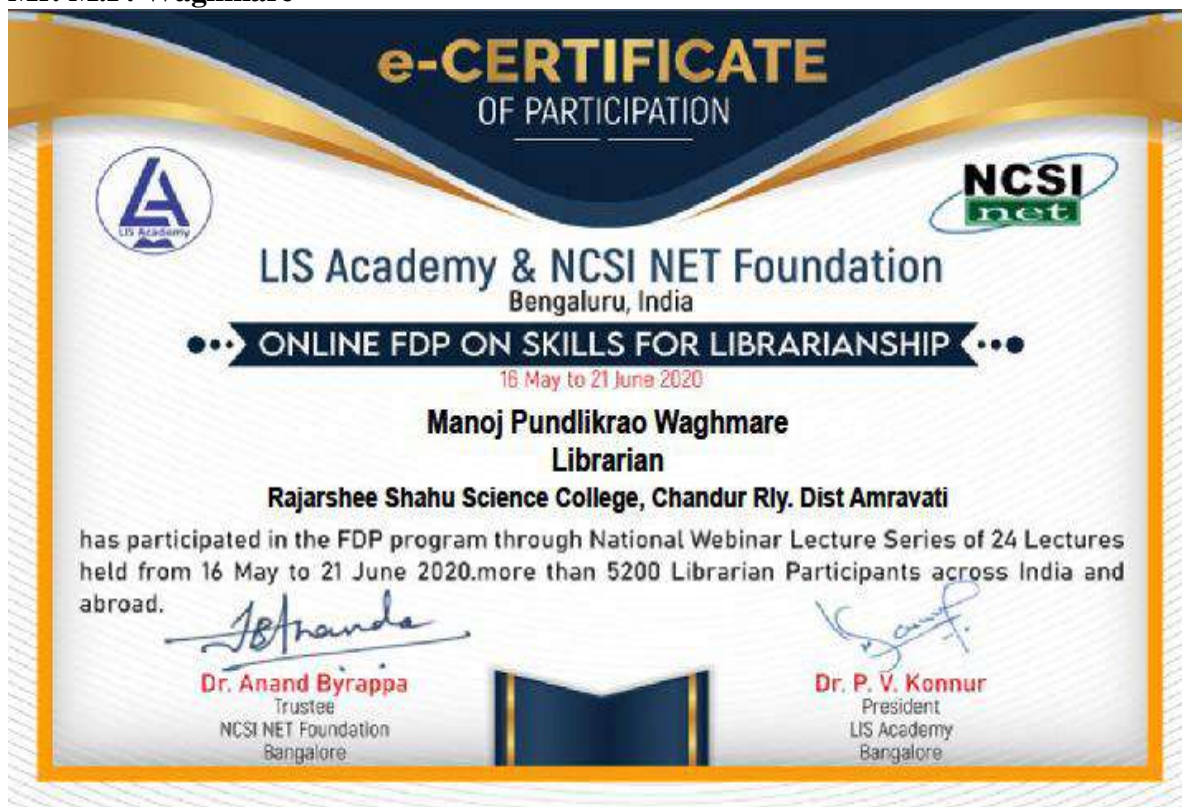 e-CERTIFICATE
OF PARTICIPATION
LIS Academy
NCSI
net
LIS Academy & NCSI NET Foundation
Bengaluru, India
ONLINE FDP ON SKILLS FOR LIBRARIANSHIP
16 May to 21 June 2020
Manoj Pundlikrao Waghmare
Librarian
Rajarshee Shahu Science College, Chandur Rly. Dist Amravati
has participated in the FDP program through National Webinar Lecture Series of 24 Lectures
held from 16 May to 21 June 2020.more than 5200 Librarian Participants across India and
abroad.
Dr. Anand Byrappa
Trustee
NCSI NET Foundation
Bangalore
Dr. P. V. Konnur
President
LIS Academy
Bangalore